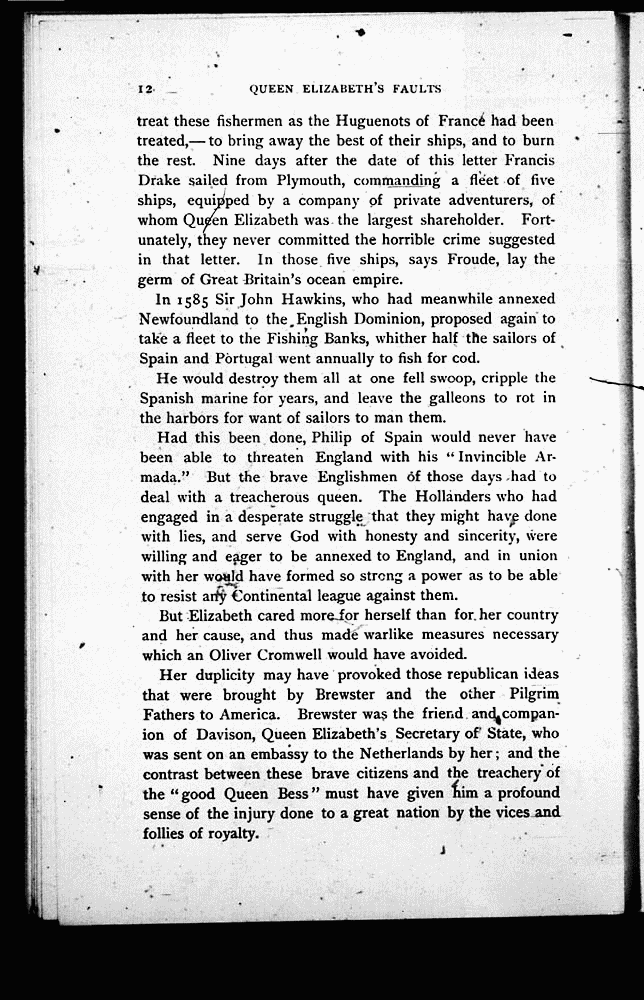 12 QUEEN ELIZABETH'S FAULTS
treat these fishermen as the Huguenots of France had been
treated,—to bring away the best of their ships, and to burn
the rest. Nine days after the date of this letter Francis
Drake sailed from Plymouth, commanding a fleet of five
ships, equipped by a company of private adventurers, of
whom Queen Elizabeth was the largest shareholder. Fort-
unately, they never committed the horrible crime suggested
in that letter. In those five ships, says Froude, lay the
germ of Great Britain's ocean empire.
In 1585 Sir John Hawkins, who had meanwhile annexed
Newfoundland to the English Dominion, proposed again to
take a fleet to the Fishing Banks, whither half the sailors of
Spain and Portugal went annually to fish for cod.
He would destroy them all at one fell swoop, cripple the
Spanish marine for years, and leave the galleons to rot in
the harbors for want of sailors to man them.
Had this been done, Philip of Spain would never have
been able to threaten England with his "Invincible Ar-
mada." But the brave Englishmen of those days had to
deal with a treacherous queen. The Hollanders who had
engaged in a desperate struggle that they might have done
with lies, and serve God with honesty and sincerity, were
willing and eager to be annexed to England, and in union
with her would have formed so strong a power as to be able
to resist any Continental league against them.
But Elizabeth cared more for herself than for her country
and her cause, and thus made warlike measures necessary
which an Oliver Cromwell would have avoided.
Her duplicity may have provoked those republican ideas
that were brought by Brewster and the other Pilgrim
Fathers to America. Brewster was the friend and compan-
ion of Davison, Queen Elizabeth's Secretary of State, who
was sent on an embassy to the Netherlands by her; and the
contrast between these brave citizens and the treachery of
the "good Queen Bess" must have given him a profound
sense of the injury done to a great nation by the vices and
follies of royalty.